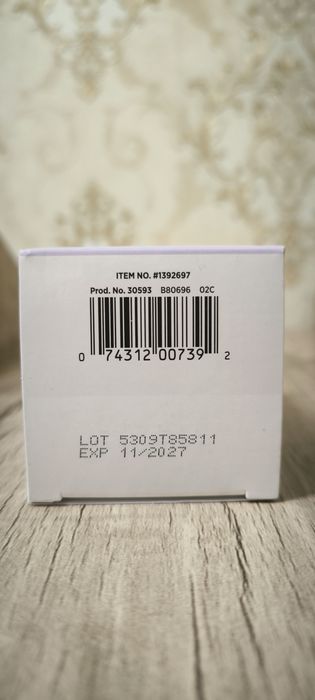 ITEM NO. #1392697
Prod. No. 30593 B80696 02C
0 74312 00739 2
LOT 5309T85811
EXP 11/2027